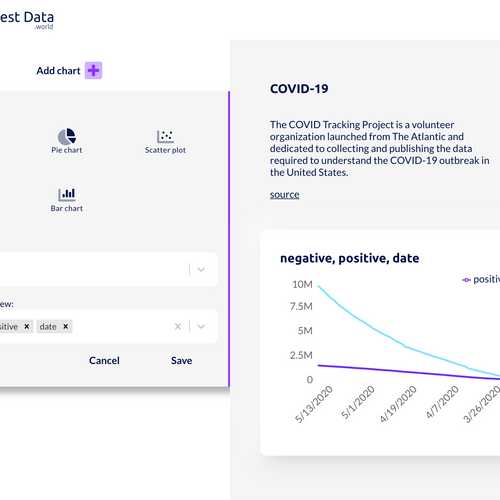 est Data
.world
Add chart
Pie chart
Scatter plot
Bar chart
ew:
sitive × date ×
Cancel
Save
COVID-19
The COVID Tracking Project is a volunteer
organization launched from The Atlantic and
dedicated to collecting and publishing the data
required to understand the COVID-19 outbreak in
the United States.
source
negative, positive, date
positiv
10M
7.5M
5M
2.5M
0
5/13/2020
5/1/2020
4/19/2020
4/7/2020
3/26/2020